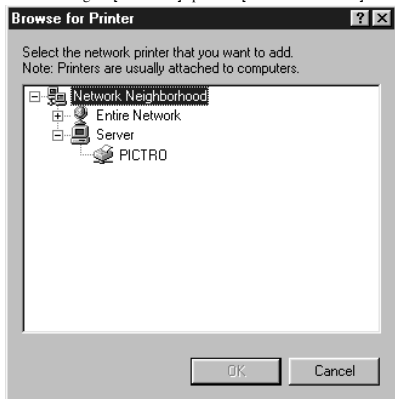 Browse for Printer
Select the network printer that you want to add.
Note: Printers are usually attached to computers.
Network Neighborhood
Entire Network
Server
PICTRO
OK
Cancel